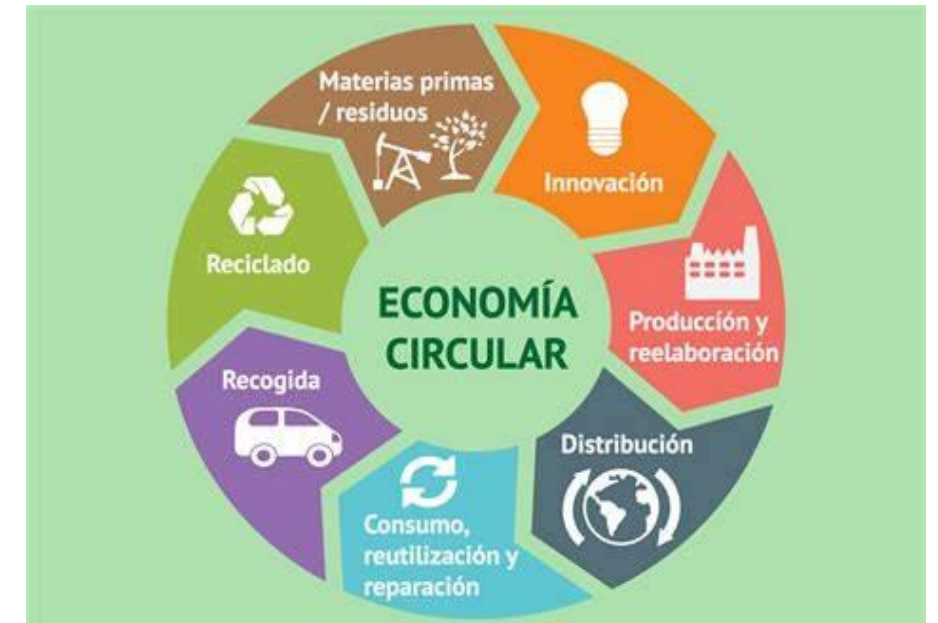 Materias primas
/ residuos
Innovación
Producción y
reelaboración
Distribución
Consumo,
reutilización y
reparación
Recogida
Reciclado
ECONOMÍA
CIRCULAR